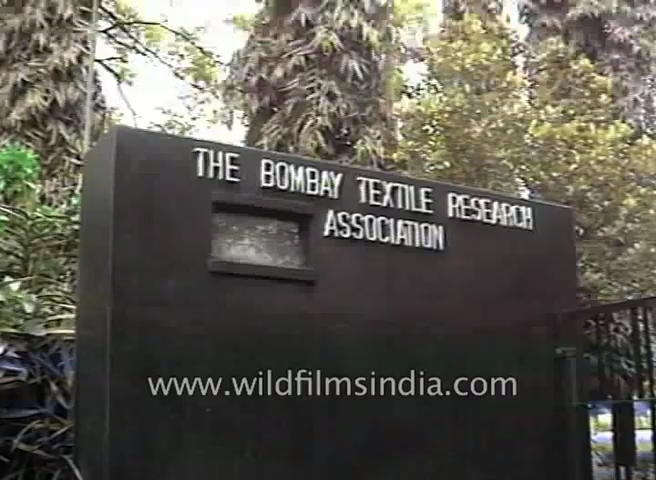 THE BOMBAY TEXTILE RESEARCH
ASSOCIATION
www.wildfilmsindia.com